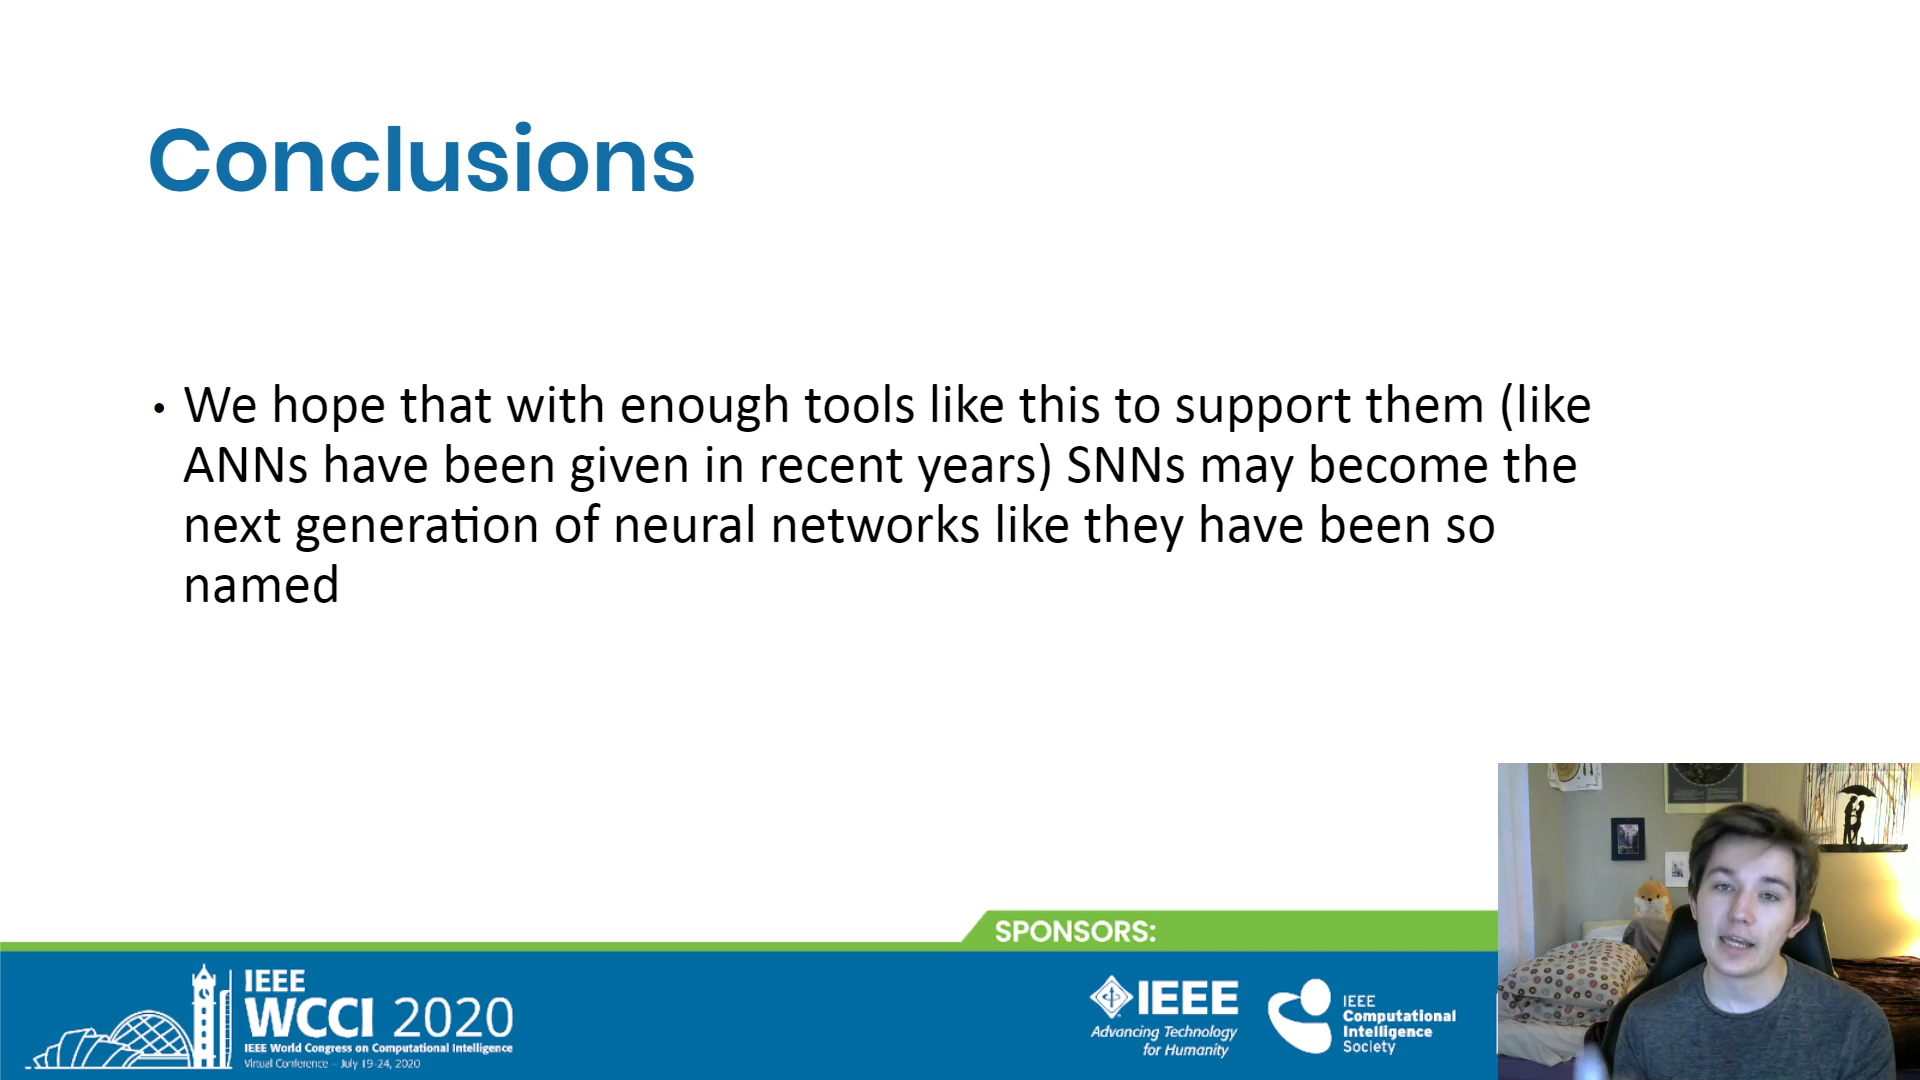 Conclusions
• We hope that with enough tools like this to support them (like
ANNs have been given in recent years) SNNs may become the
next generation of neural networks like they have been so
named
SPONSORS:
IEEE
WCCI 2020
IEEE World Congress on Computational Intelligence
Virtual Conference – July 19-24, 2020
IEEE
Advancing Technology
for Humanity
IEEE
Computational
Intelligence
Society